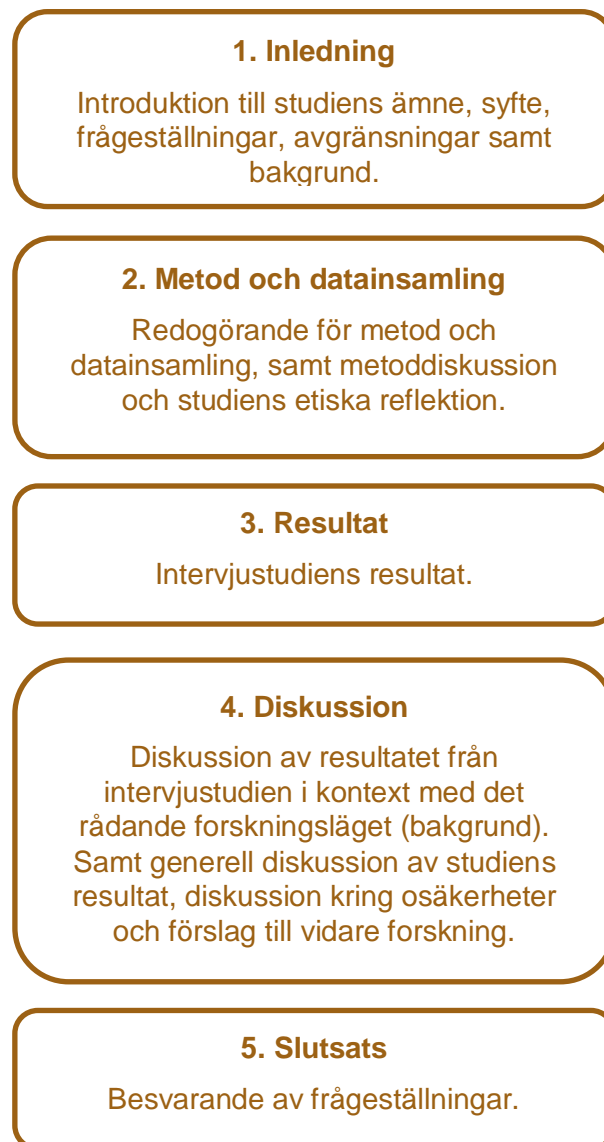 1. Inledning
Introduktion till studiens ämne, syfte,
frågeställningar, avgränsningar samt
bakgrund.
2. Metod och datainsamling
Redogörande för metod och
datainsamling, samt metoddiskussion
och studiens etiska reflektion.
3. Resultat
Intervjustudiens resultat.
4. Diskussion
Diskussion av resultatet från
intervjustudien i kontext med det
rådande forskningsläget (bakgrund).
Samt generell diskussion av studiens
resultat, diskussion kring osäkerheter
och förslag till vidare forskning.
5. Slutsats
Besvarande av frågeställningar.